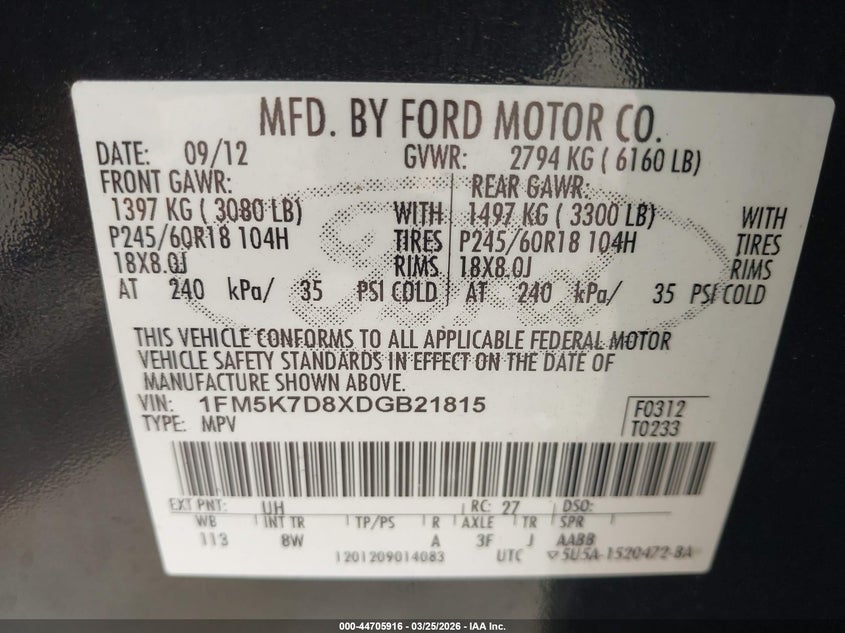 MFD. BY FORD MOTOR CO.
DATE: 09/12 GVWR: 2794 KG ( 6160 LB)
FRONT GAWR: REAR GAWR:
1397 KG ( 3080 LB) WITH 1497 KG ( 3300 LB) WITH
P245/60R18 104H TIRES P245/60R18 104H TIRES
18X8.0J RIMS 18X8.0J RIMS
AT 240 kPa/ 35 PSI COLD AT 240 kPa/ 35 PSI COLD
THIS VEHICLE CONFORMS TO ALL APPLICABLE FEDERAL MOTOR
VEHICLE SAFETY STANDARDS IN EFFECT ON THE DATE OF
MANUFACTURE SHOWN ABOVE.
VIN: 1FM5K7D8XDGB21815 F0312
TYPE: MPV T0233
EXT PNT: UH RC: 27 DSO:
WB INT TR TP/PS R AXLE TR SPR
113 8W A 3F J AABB
1201209014083 UTC 5U5A-1520472-BA
000-44705916 - 03/25/2026 - IAA Inc.